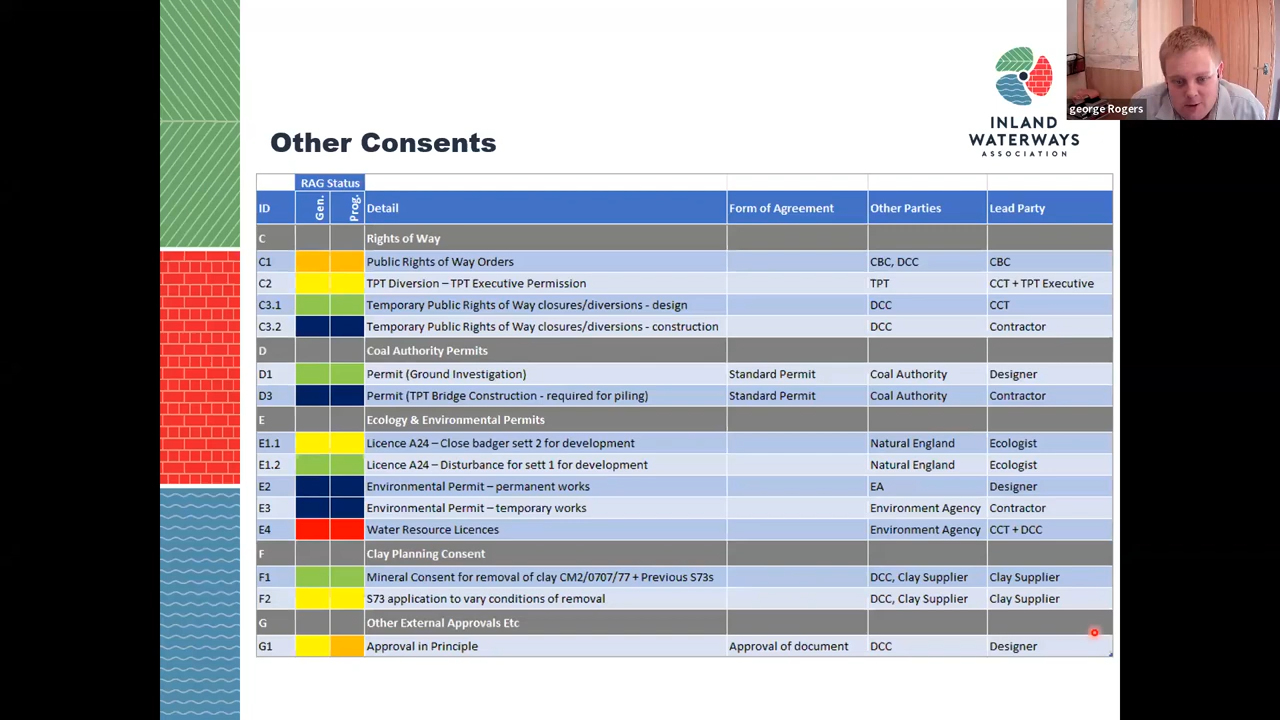 george Rogers
INLAND
WATERWAYS
ASSOCIATION
Other Consents
RAG Status
ID Gen. Prog. Detail Form of Agreement Other Parties Lead Party
C Rights of Way
C1 Public Rights of Way Orders CBC, DCC CBC
C2 TPT Diversion – TPT Executive Permission TPT CCT + TPT Executive
C3.1 Temporary Public Rights of Way closures/diversions - design DCC CCT
C3.2 Temporary Public Rights of Way closures/diversions - construction DCC Contractor
D Coal Authority Permits
D1 Permit (Ground Investigation) Standard Permit Coal Authority Designer
D3 Permit (TPT Bridge Construction - required for piling) Standard Permit Coal Authority Contractor
E Ecology & Environmental Permits
E1.1 Licence A24 – Close badger sett 2 for development Natural England Ecologist
E1.2 Licence A24 – Disturbance for sett 1 for development Natural England Ecologist
E2 Environmental Permit – permanent works EA Designer
E3 Environmental Permit – temporary works Environment Agency Contractor
E4 Water Resource Licences Environment Agency CCT + DCC
F Clay Planning Consent
F1 Mineral Consent for removal of clay CM2/0707/77 + Previous S73s DCC, Clay Supplier Clay Supplier
F2 S73 application to vary conditions of removal DCC, Clay Supplier Clay Supplier
G Other External Approvals Etc
G1 Approval in Principle Approval of document DCC Designer